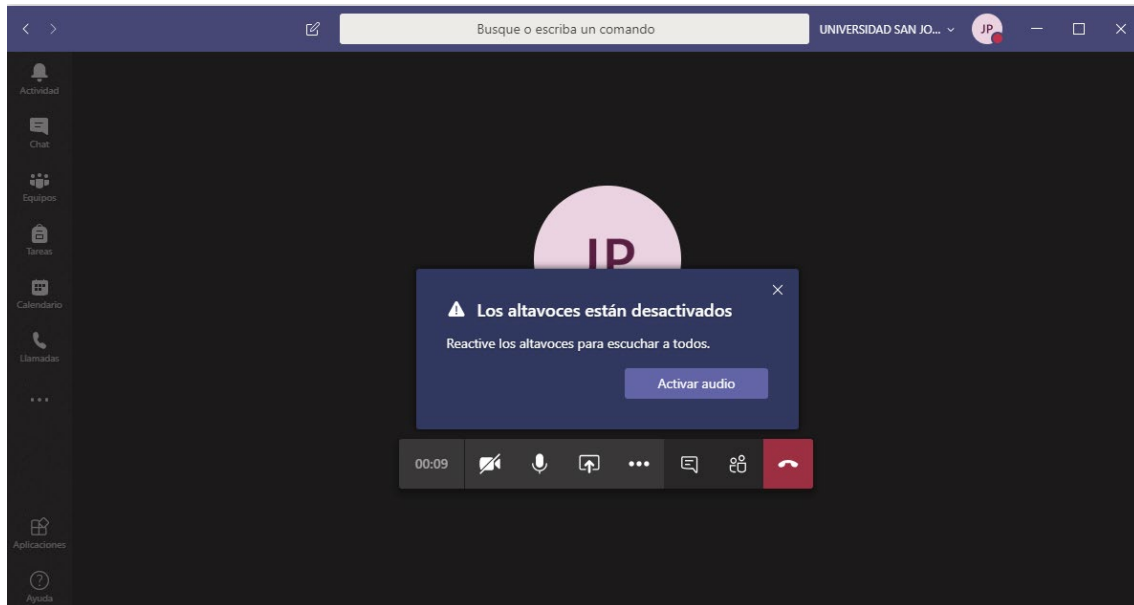 Busque o escriba un comando
UNIVERSIDAD SAN JO...
JP
Actividad
Chat
Equipos
Tareas
Calendario
Llamadas
Aplicaciones
Ayuda
JP
Los altavoces están desactivados
Reactive los altavoces para escuchar a todos.
Activar audio
00:09